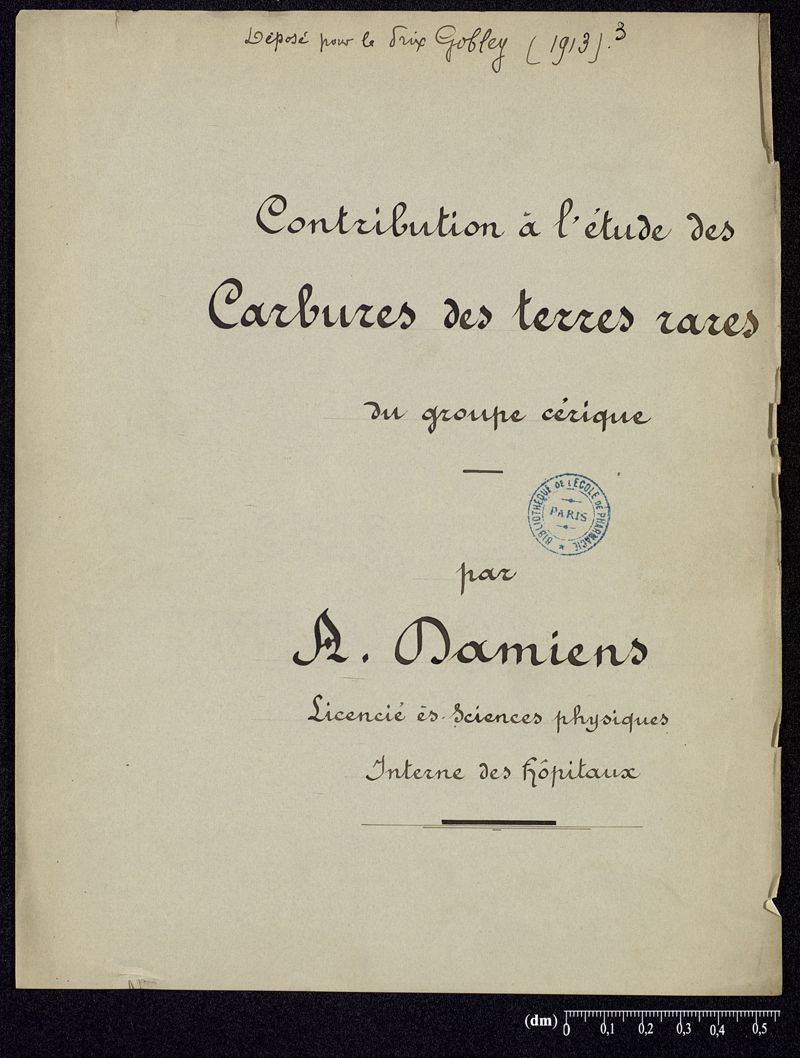 Déposé pour le Prix Gobley (1913).3
Contribution à l'étude des
Carbures des terres rares
du groupe cérique
BIBLIOTHÈQUE DE L'ÉCOLE DE PHARMACIE
PARIS
par
A. Damiens
Licencié ès-Sciences physiques
Interne des hôpitaux
(dm) 0 0,1 0,2 0,3 0,4 0,5